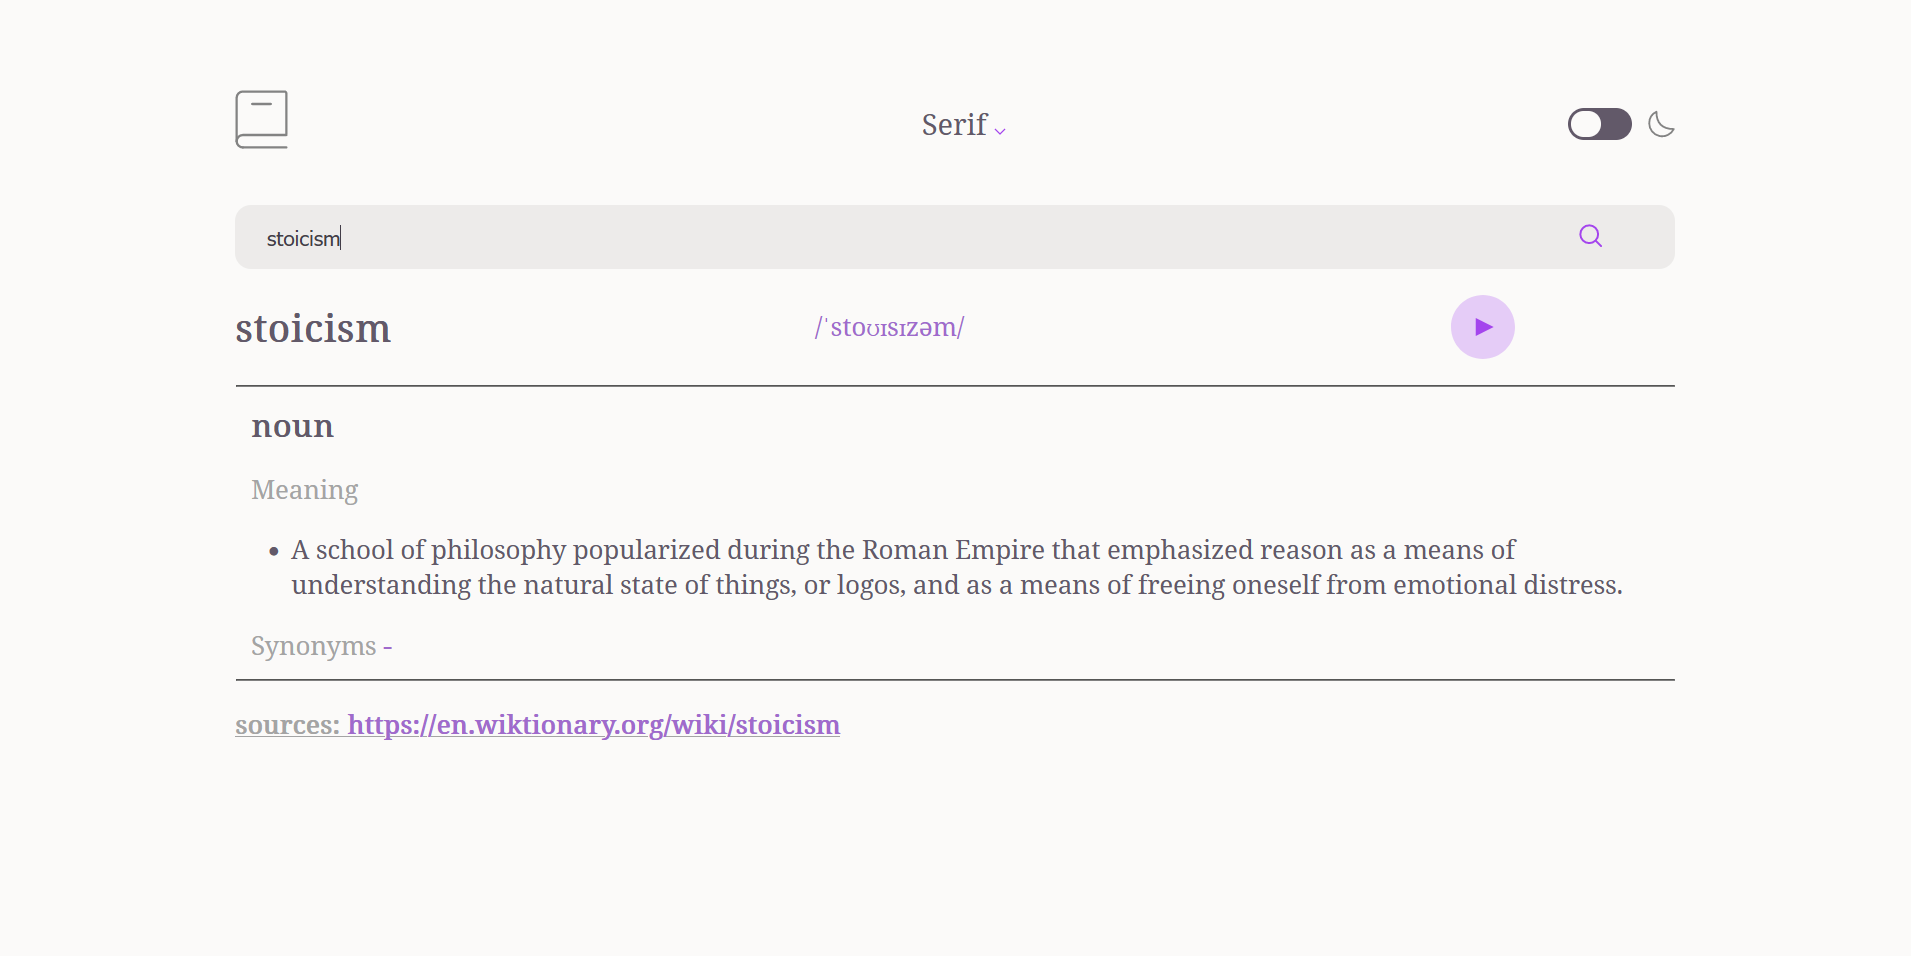 Serif
stoicism
stoicism
/ˈstoʊɪsɪzəm/
noun
Meaning
• A school of philosophy popularized during the Roman Empire that emphasized reason as a means of
understanding the natural state of things, or logos, and as a means of freeing oneself from emotional distress.
Synonyms -
sources: https://en.wiktionary.org/wiki/stoicism